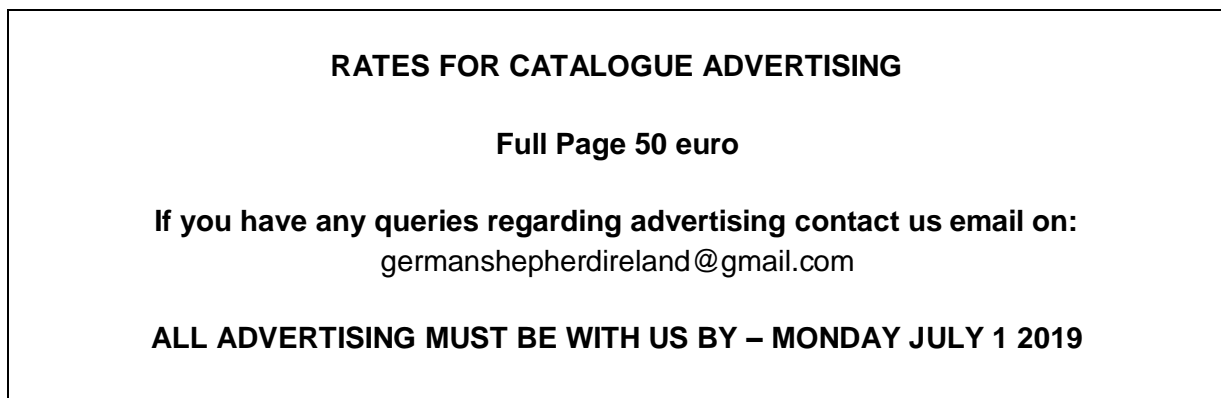 RATES FOR CATALOGUE ADVERTISING
Full Page 50 euro
If you have any queries regarding advertising contact us email on:
germanshepherdireland@gmail.com
ALL ADVERTISING MUST BE WITH US BY – MONDAY JULY 1 2019